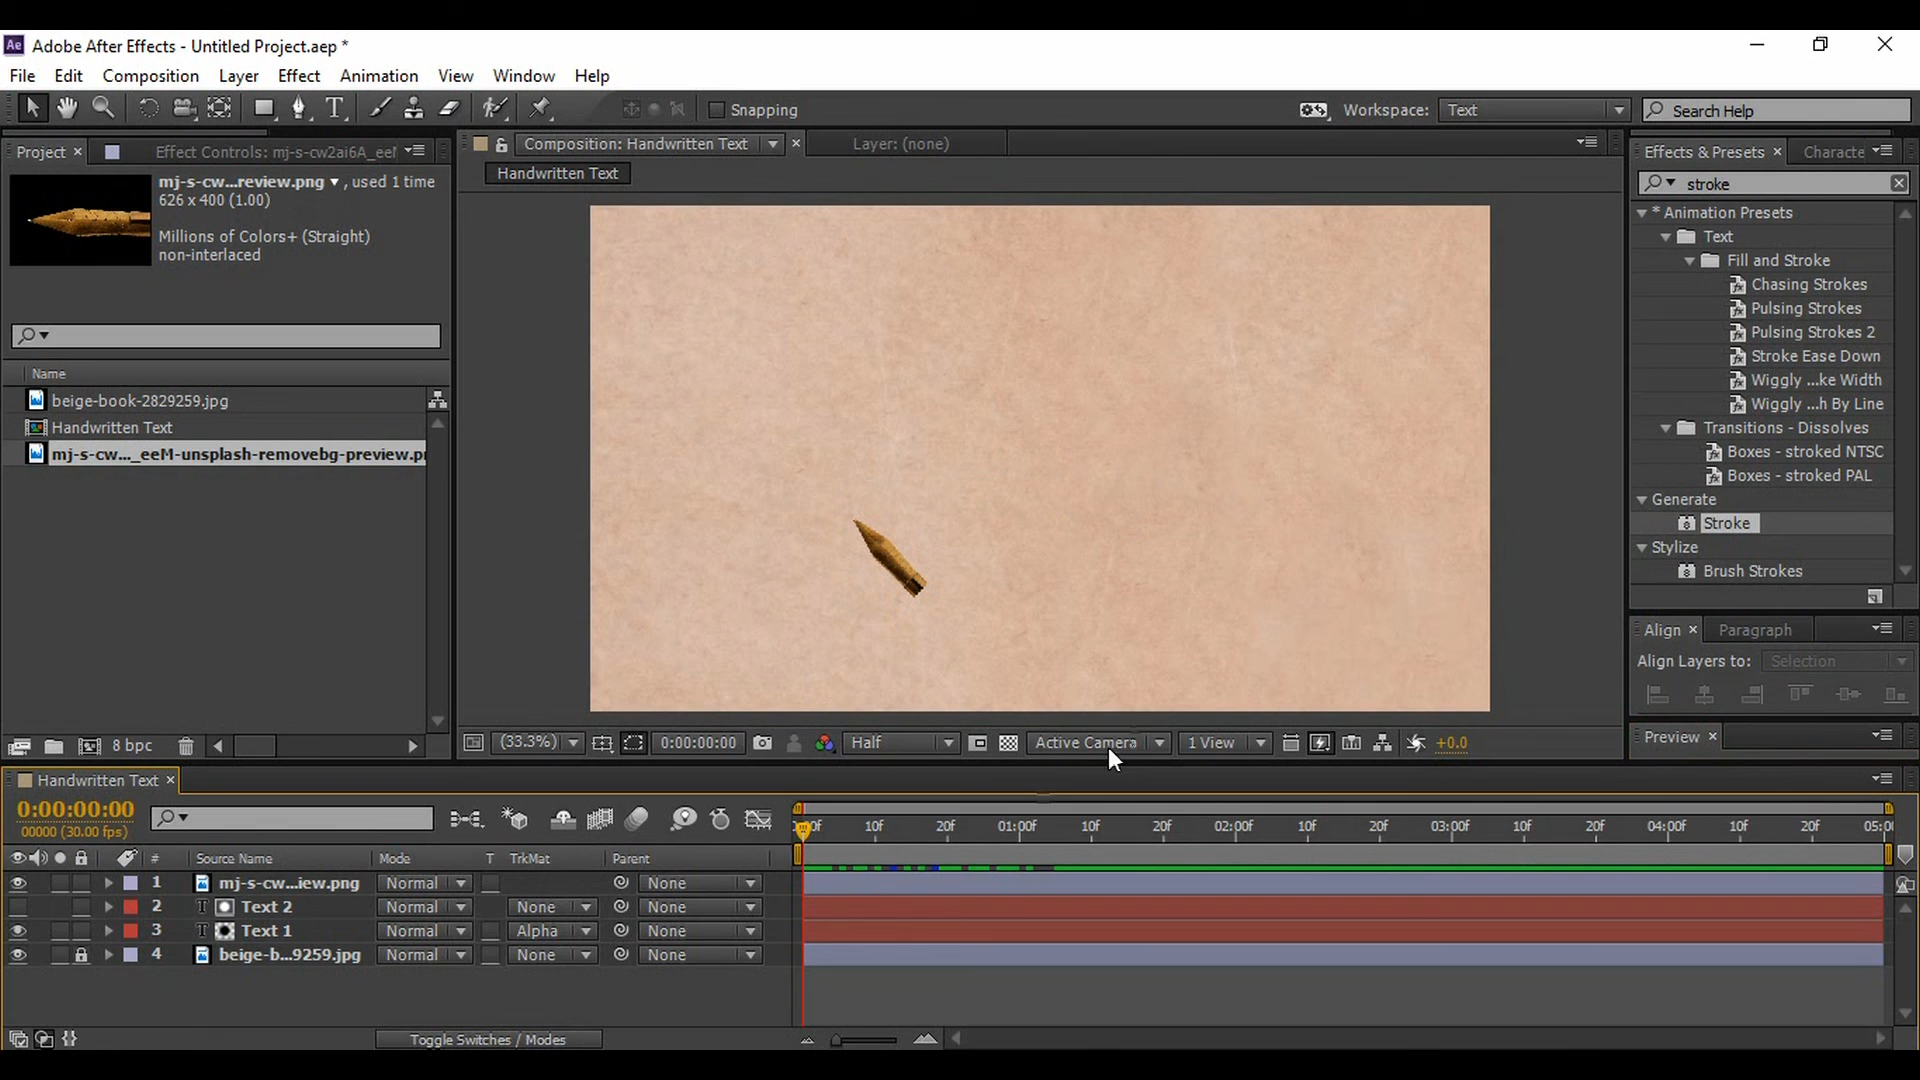 Ae Adobe After Effects - Untitled Project.aep *
File Edit Composition Layer Effect Animation View Window Help
T Snapping Workspace: Text Search Help
Project × Effect Controls: mj-s-cw2ai6A_eel
Composition: Handwritten Text × Layer: (none)
Effects & Presets × Characte
Handwritten Text
mj-s-cw...review.png ▼ , used 1 time
626 x 400 (1.00)
Millions of Colors+ (Straight)
non-interlaced
stroke
* Animation Presets
Text
Fill and Stroke
Chasing Strokes
Pulsing Strokes
Pulsing Strokes 2
Stroke Ease Down
Wiggly ...ke Width
Wiggly ...h By Line
Transitions - Dissolves
Boxes - stroked NTSC
Boxes - stroked PAL
Generate
Stroke
Stylize
Brush Strokes
Name
beige-book-2829259.jpg
Handwritten Text
mj-s-cw..._eeM-unsplash-removebg-preview.p
Align × Paragraph
Align Layers to: Selection
Preview ×
8 bpc
(33.3%) 0:00:00:00 Half Active Camera 1 View +0.0
Handwritten Text ×
0:00:00:00
00000 (30.00 fps)
0f 10f 20f 01:00f 10f 20f 02:00f 10f 20f 03:00f 10f 20f 04:00f 10f 20f 05:0
# Source Name Mode T TrkMat Parent
1 mj-s-cw...iew.png Normal None
2 T Text 2 Normal None None
3 T Text 1 Normal Alpha None
4 beige-b...9259.jpg Normal None None
Toggle Switches / Modes